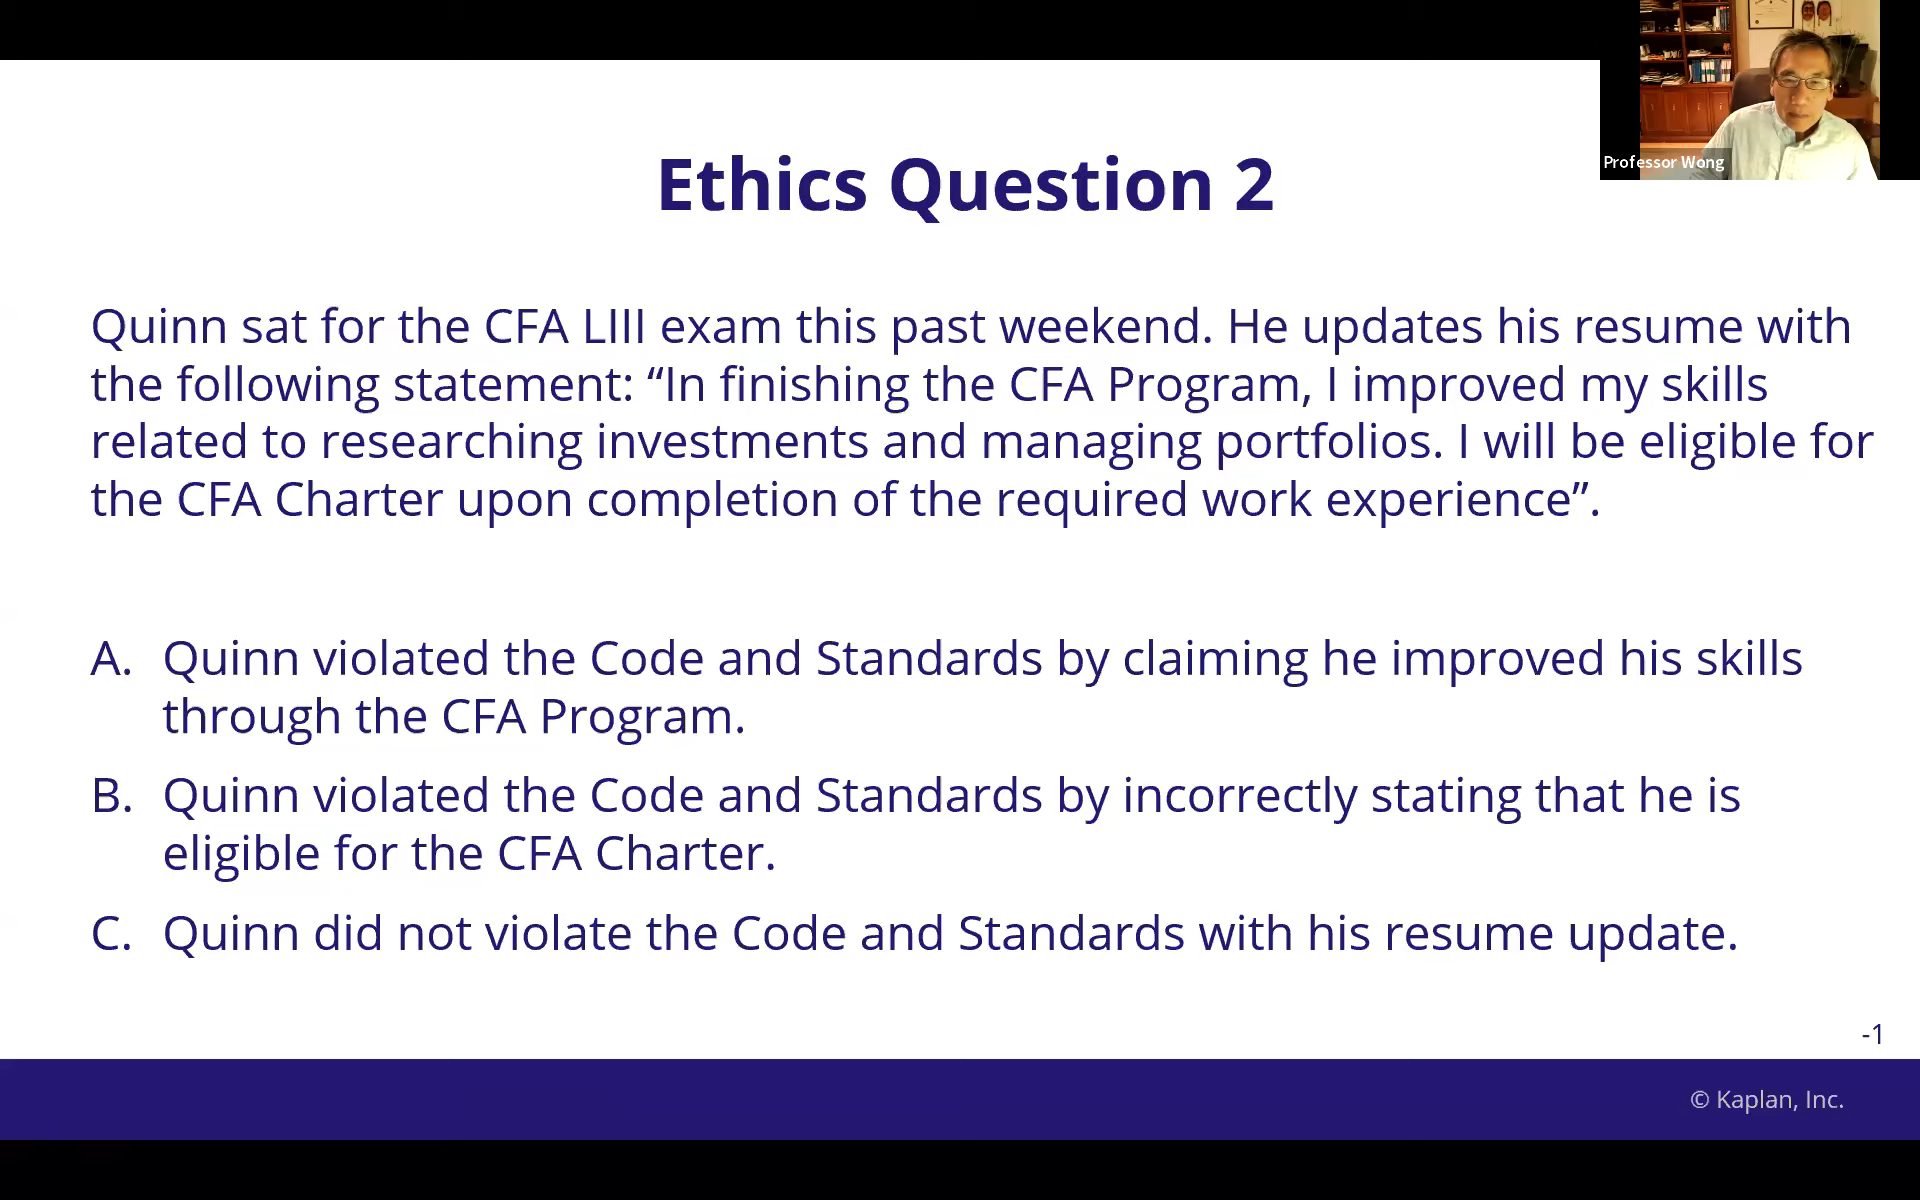 Professor Wong
Ethics Question 2
Quinn sat for the CFA LIII exam this past weekend. He updates his resume with
the following statement: “In finishing the CFA Program, I improved my skills
related to researching investments and managing portfolios. I will be eligible for
the CFA Charter upon completion of the required work experience”.
A. Quinn violated the Code and Standards by claiming he improved his skills
through the CFA Program.
B. Quinn violated the Code and Standards by incorrectly stating that he is
eligible for the CFA Charter.
C. Quinn did not violate the Code and Standards with his resume update.
-1
© Kaplan, Inc.